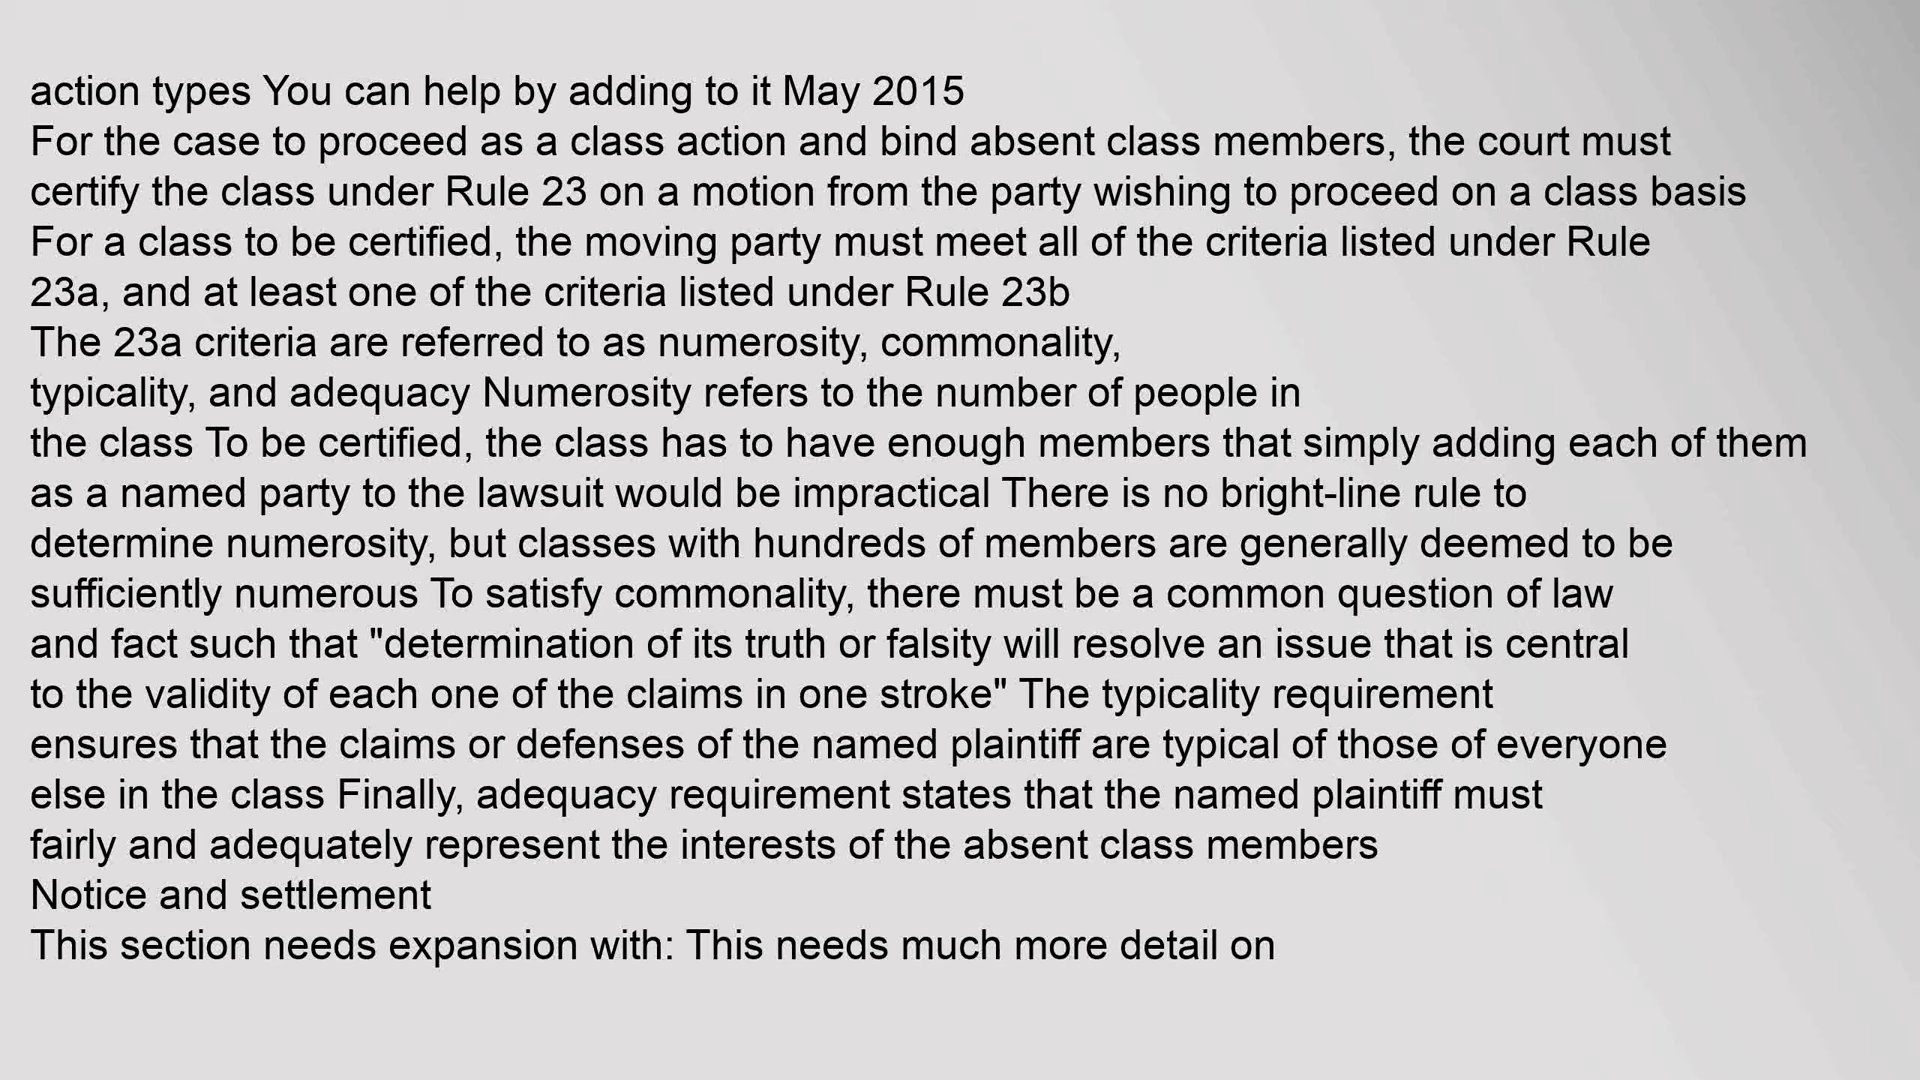 action types You can help by adding to it May 2015
For the case to proceed as a class action and bind absent class members, the court must
certify the class under Rule 23 on a motion from the party wishing to proceed on a class basis
For a class to be certified, the moving party must meet all of the criteria listed under Rule
23a, and at least one of the criteria listed under Rule 23b
The 23a criteria are referred to as numerosity, commonality,
typicality, and adequacy Numerosity refers to the number of people in
the class To be certified, the class has to have enough members that simply adding each of them
as a named party to the lawsuit would be impractical There is no bright-line rule to
determine numerosity, but classes with hundreds of members are generally deemed to be
sufficiently numerous To satisfy commonality, there must be a common question of law
and fact such that "determination of its truth or falsity will resolve an issue that is central
to the validity of each one of the claims in one stroke" The typicality requirement
ensures that the claims or defenses of the named plaintiff are typical of those of everyone
else in the class Finally, adequacy requirement states that the named plaintiff must
fairly and adequately represent the interests of the absent class members
Notice and settlement
This section needs expansion with: This needs much more detail on